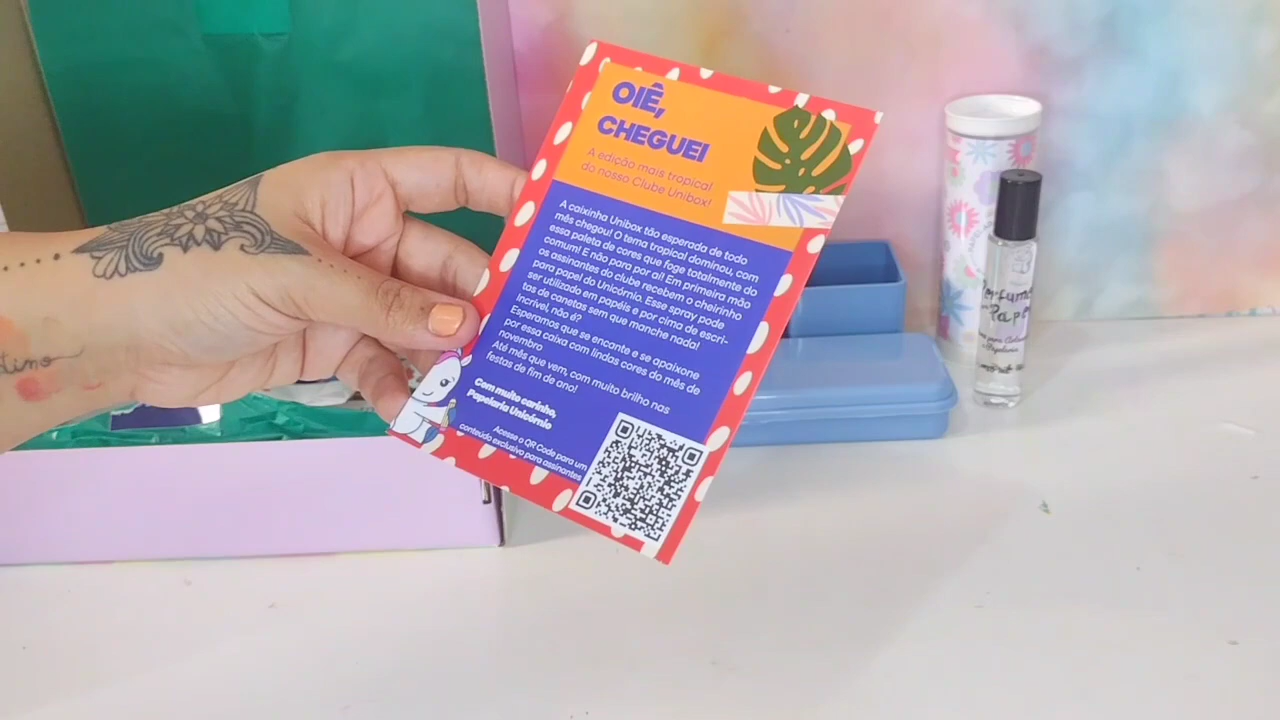 OIÊ,
CHEGUEI
A edição mais tropical
do nosso Clube Unibox!
A caixinha Unibox tão esperada de todo
mês chegou! O tema tropical dominou, com
essa paleta de cores que foge totalmente do
comum! E não para por aí! Em primeira mão
os assinantes do clube recebem o cheirinho
para papel da Unicórnio. Esse spray pode
ser utilizado em papéis e por cima de escri-
tas de canetas sem que manche nada!
Incrível, não é?
Esperamos que se encante e se apaixone
por essa caixa com lindas cores do mês de
novembro
Até mês que vem, com muito brilho nas
festas de fim de ano!
Com muito carinho,
Papelaria Unicórnio
Acesse o QR Code para um
conteúdo exclusivo para assinantes
Perfume
Pape